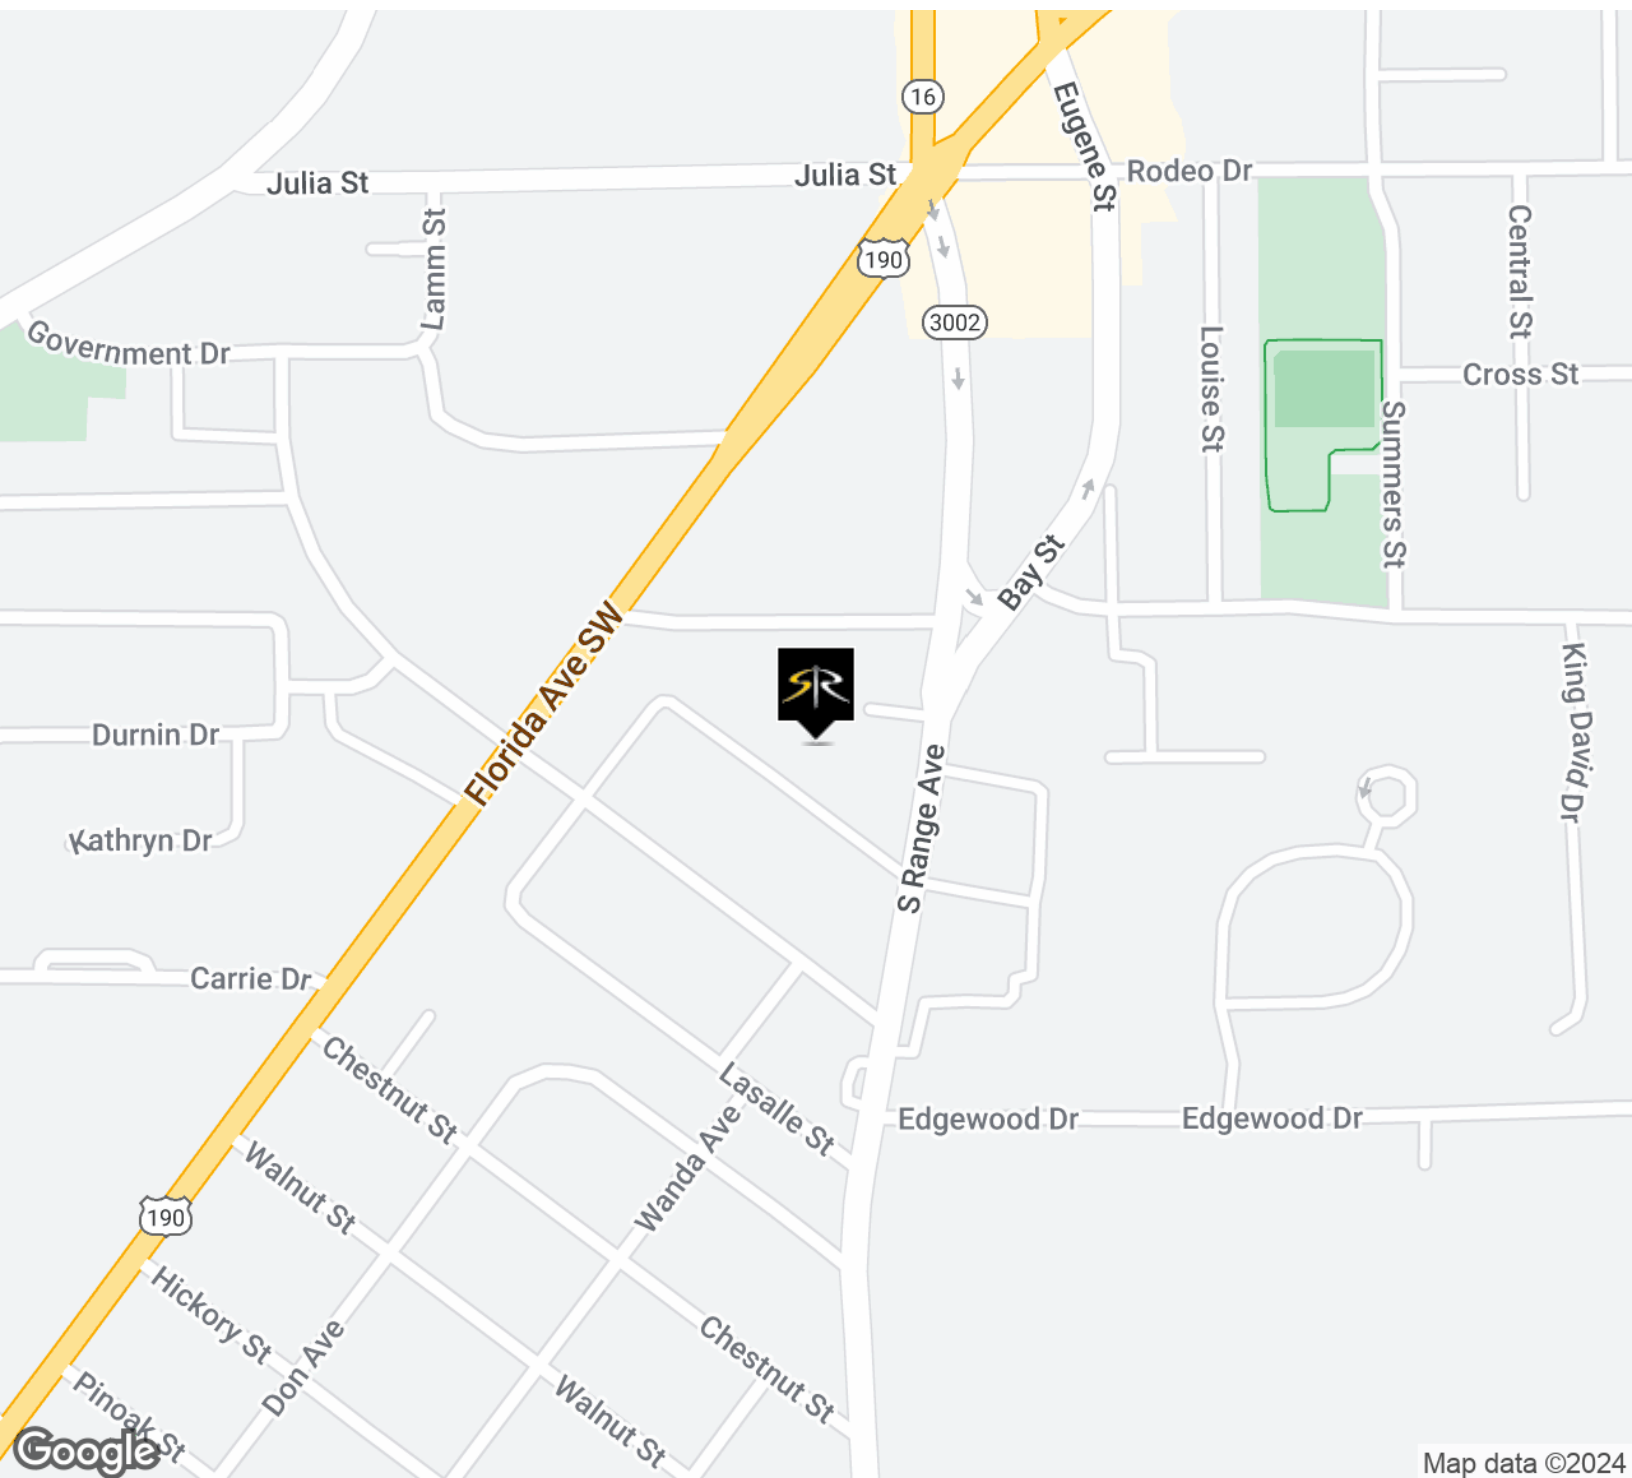 16
Eugene St
Julia St
Julia St
Rodeo Dr
Lamm St
Central St
190
3002
Government Dr
Louise St
Cross St
Summers St
Bay St
Florida Ave SW
SR
King David Dr
Durnin Dr
S Range Ave
Kathryn Dr
Carrie Dr
Chestnut St
Lasalle St
Edgewood Dr
Edgewood Dr
Wanda Ave
Walnut St
190
Hickory St
Don Ave
Chestnut St
Pinoak St
Walnut St
Google
Map data ©2024